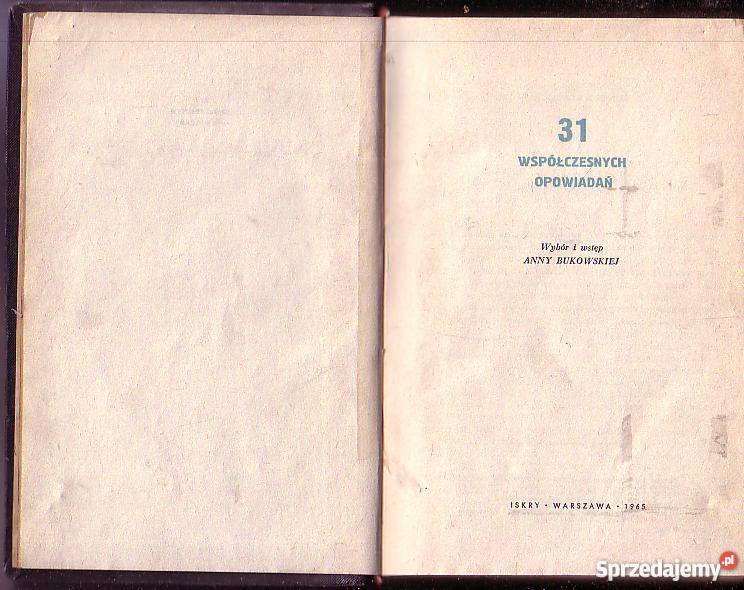 31
WSPÓŁCZESNYCH
OPOWIADAŃ
Wybór i wstęp
ANNY BUKOWSKIEJ
ISKRY • WARSZAWA • 1965
Sprzedajemy.pl